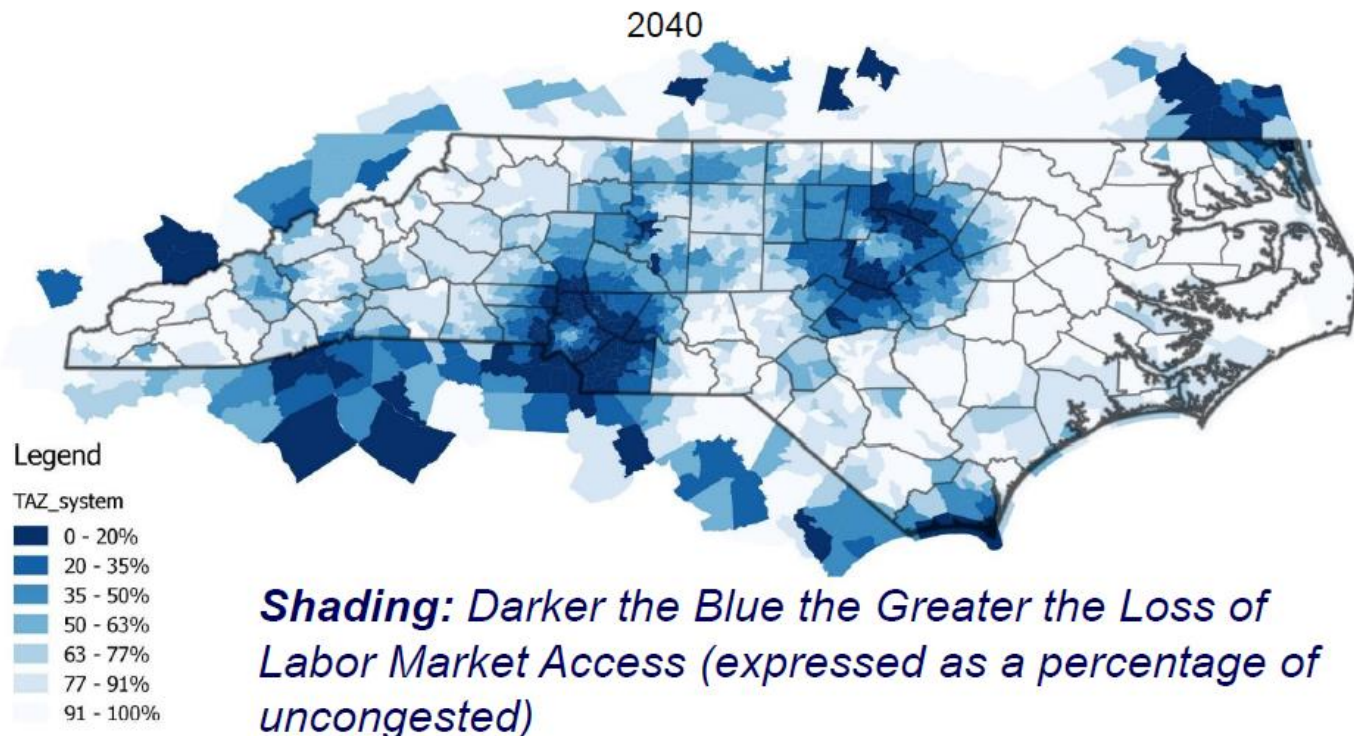 2040
Legend
TAZ_system
0 - 20%
20 - 35%
35 - 50%
50 - 63%
63 - 77%
77 - 91%
91 - 100%
Shading: Darker the Blue the Greater the Loss of
Labor Market Access (expressed as a percentage of
uncongested)